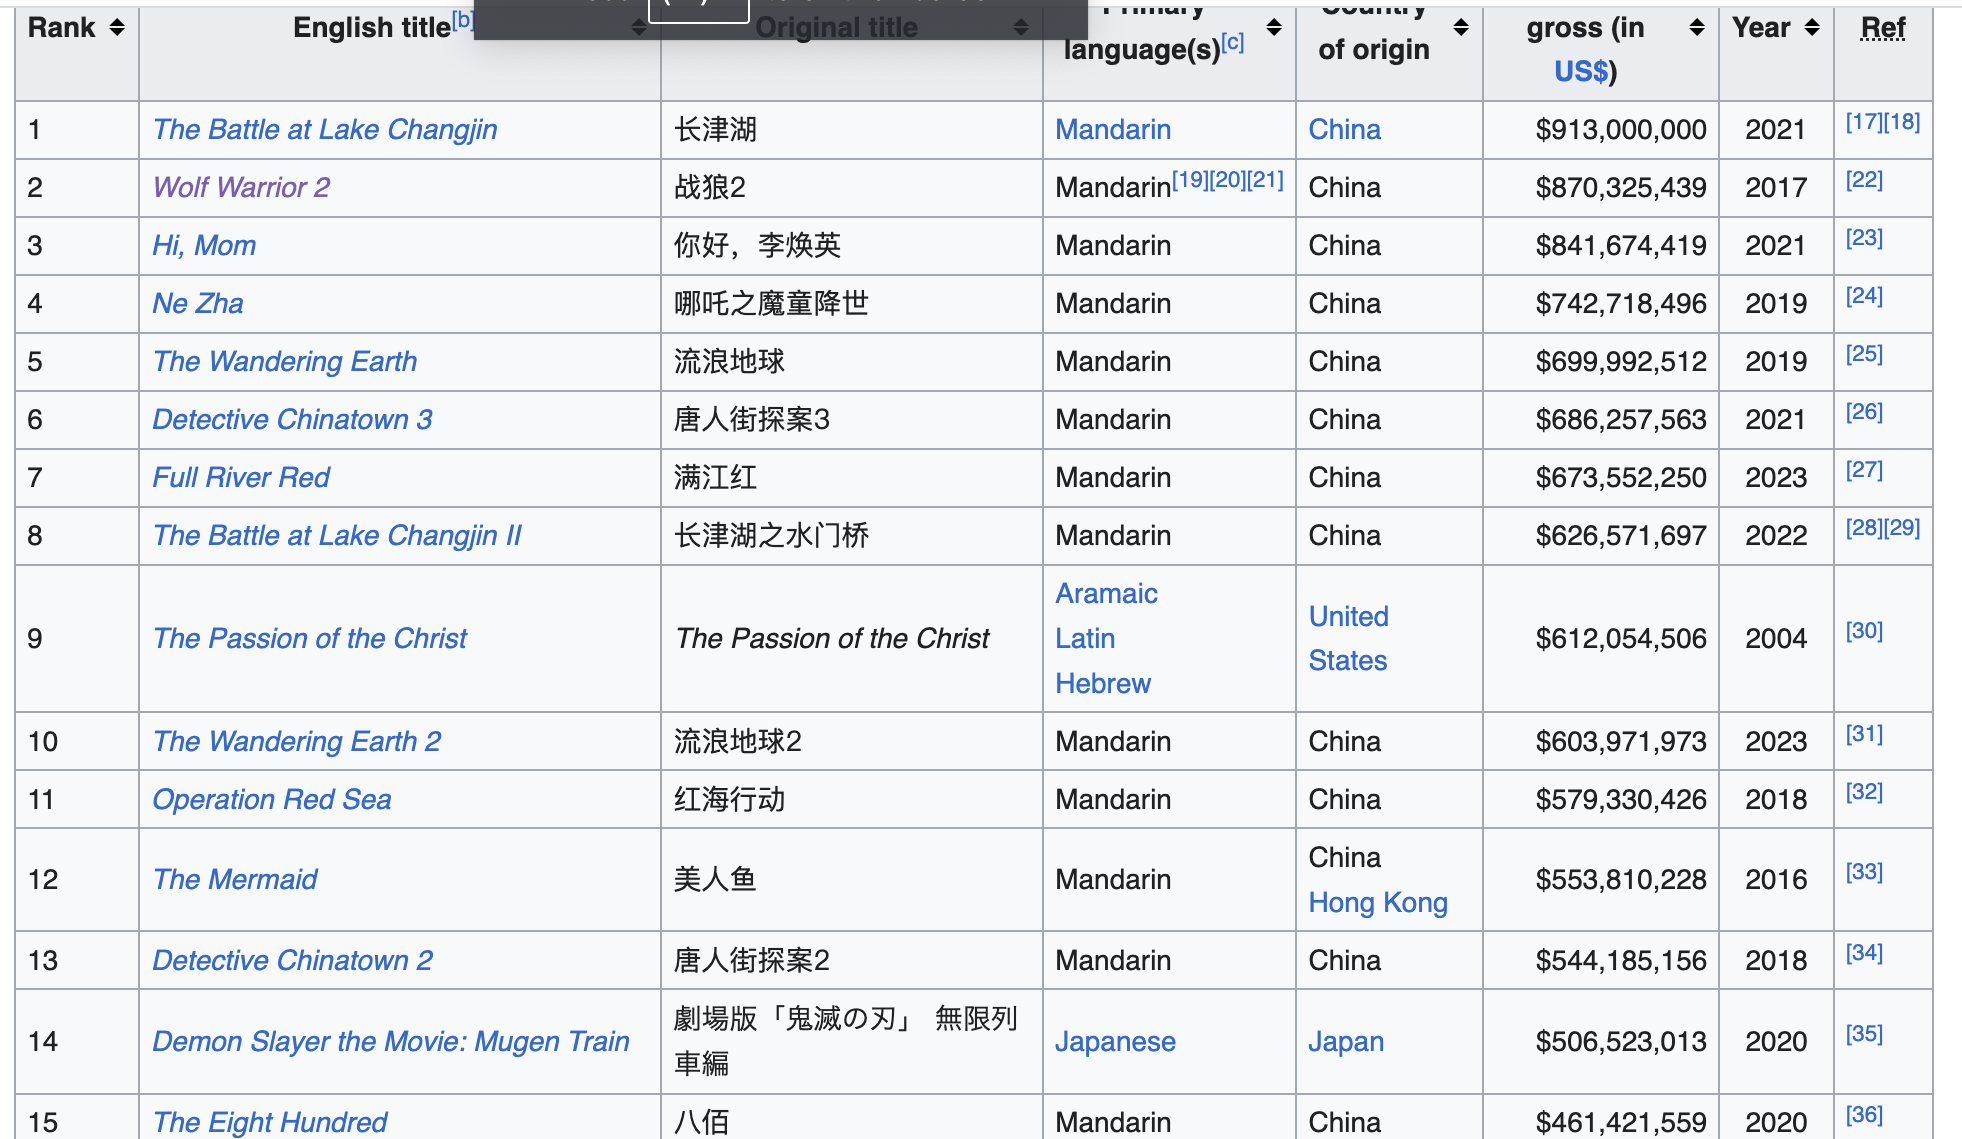 Rank English title[b] Original title language(s)[c] of origin gross (in US$) Year Ref
1 The Battle at Lake Changjin 长津湖 Mandarin China $913,000,000 2021 [17][18]
2 Wolf Warrior 2 战狼2 Mandarin[19][20][21] China $870,325,439 2017 [22]
3 Hi, Mom 你好，李焕英 Mandarin China $841,674,419 2021 [23]
4 Ne Zha 哪吒之魔童降世 Mandarin China $742,718,496 2019 [24]
5 The Wandering Earth 流浪地球 Mandarin China $699,992,512 2019 [25]
6 Detective Chinatown 3 唐人街探案3 Mandarin China $686,257,563 2021 [26]
7 Full River Red 满江红 Mandarin China $673,552,250 2023 [27]
8 The Battle at Lake Changjin II 长津湖之水门桥 Mandarin China $626,571,697 2022 [28][29]
9 The Passion of the Christ The Passion of the Christ Aramaic Latin Hebrew United States $612,054,506 2004 [30]
10 The Wandering Earth 2 流浪地球2 Mandarin China $603,971,973 2023 [31]
11 Operation Red Sea 红海行动 Mandarin China $579,330,426 2018 [32]
12 The Mermaid 美人鱼 Mandarin China Hong Kong $553,810,228 2016 [33]
13 Detective Chinatown 2 唐人街探案2 Mandarin China $544,185,156 2018 [34]
14 Demon Slayer the Movie: Mugen Train 劇場版「鬼滅の刃」 無限列車編 Japanese Japan $506,523,013 2020 [35]
15 The Eight Hundred 八佰 Mandarin China $461,421,559 2020 [36]